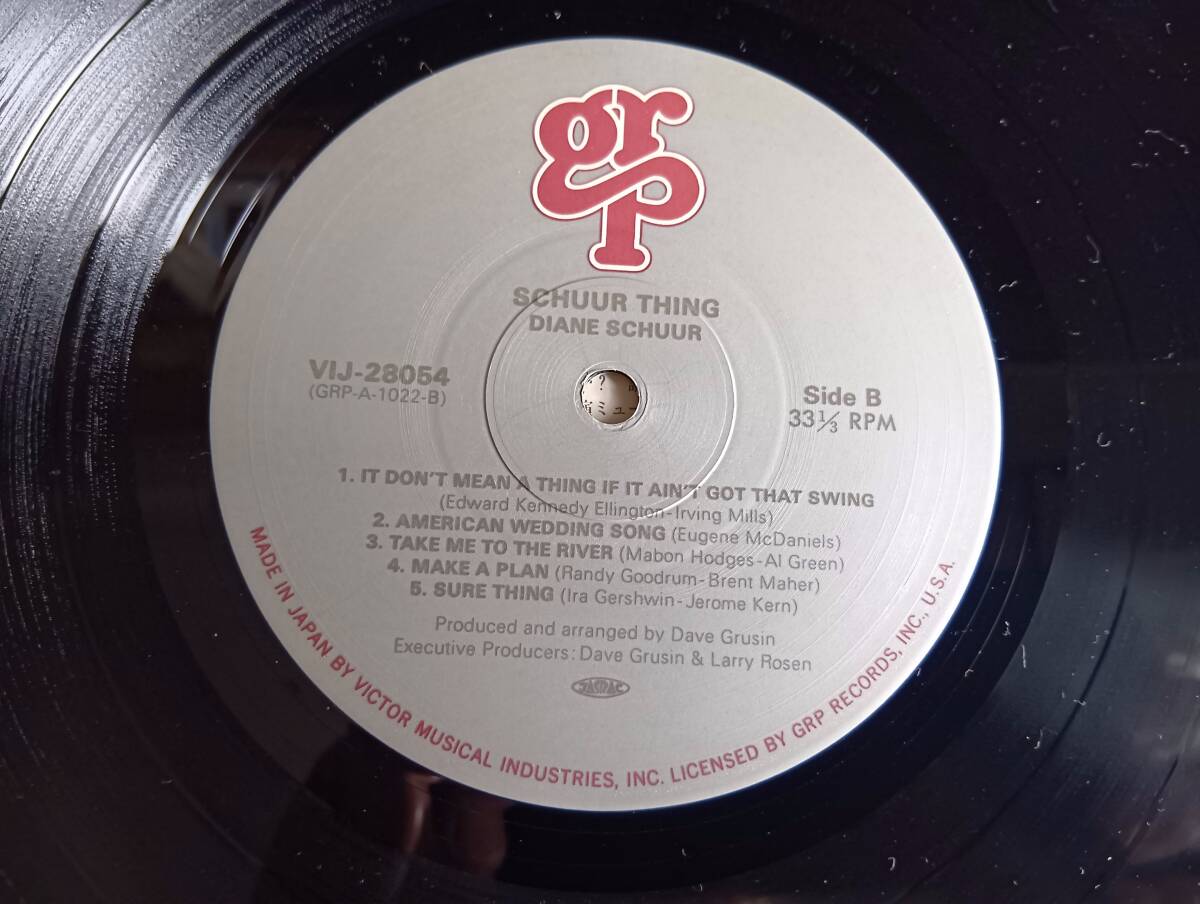 grp
SCHUUR THING
DIANE SCHUUR
VIJ-28054
(GRP-A-1022-B)
Side B
33⅓ RPM
1. IT DON'T MEAN A THING IF IT AIN'T GOT THAT SWING
(Edward Kennedy Ellington-Irving Mills)
2. AMERICAN WEDDING SONG (Eugene McDaniels)
3. TAKE ME TO THE RIVER (Mabon Hodges-Al Green)
4. MAKE A PLAN (Randy Goodrum-Brent Maher)
5. SURE THING (Ira Gershwin-Jerome Kern)
Produced and arranged by Dave Grusin
Executive Producers: Dave Grusin & Larry Rosen
JASRAC
MADE IN JAPAN BY VICTOR MUSICAL INDUSTRIES, INC. LICENSED BY GRP RECORDS, INC., U.S.A.